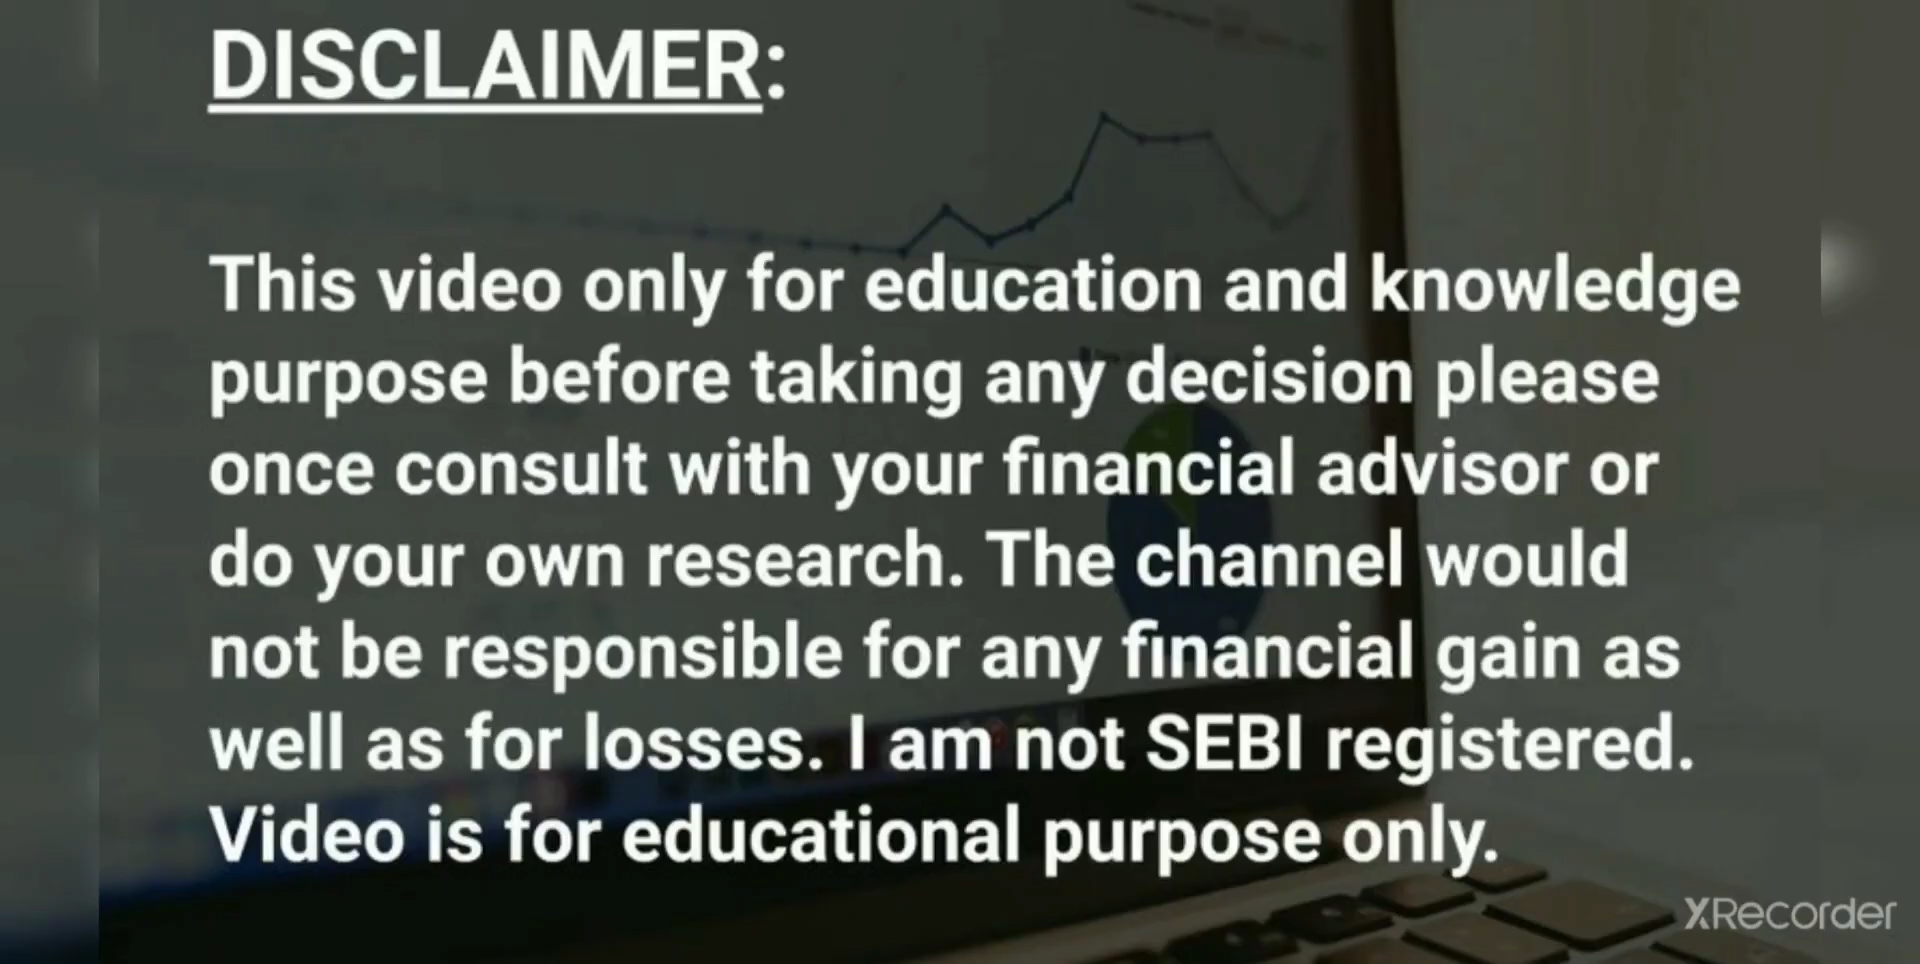 DISCLAIMER:
This video only for education and knowledge
purpose before taking any decision please
once consult with your financial advisor or
do your own research. The channel would
not be responsible for any financial gain as
well as for losses. I am not SEBI registered.
Video is for educational purpose only.
XRecorder